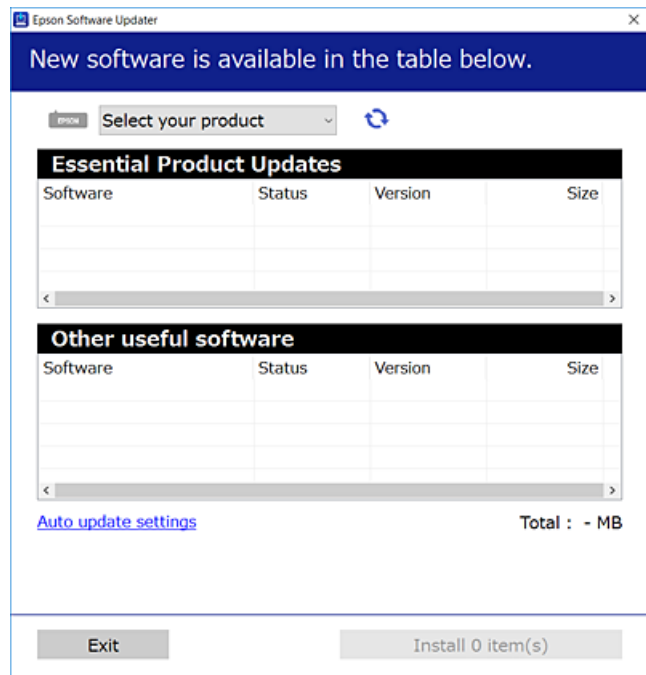 Epson Software Updater
New software is available in the table below.
EPSON Select your product
Essential Product Updates
Software Status Version Size
Other useful software
Software Status Version Size
Auto update settings Total : - MB
Exit Install 0 item(s)